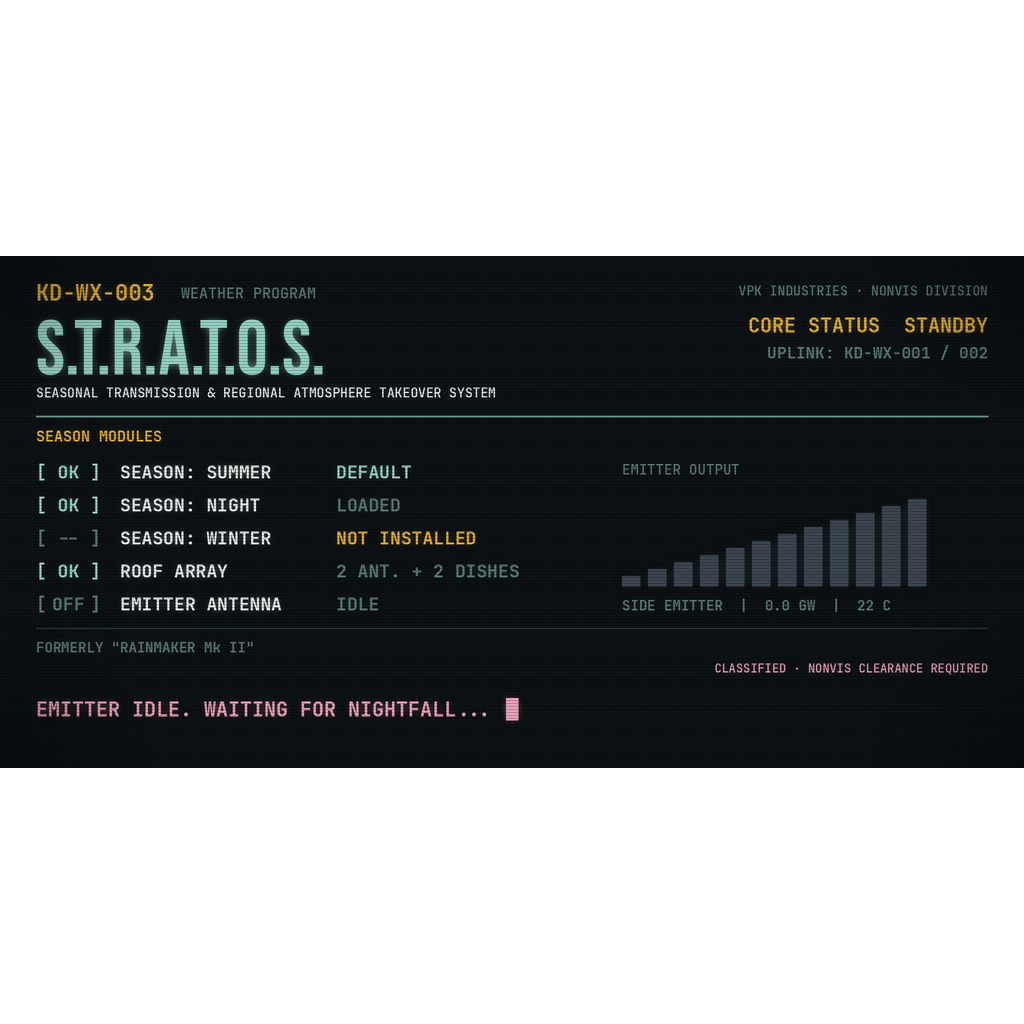 KD-WX-003 WEATHER PROGRAM
VPK INDUSTRIES · NONVIS DIVISION
S.T.R.A.T.O.S.
CORE STATUS STANDBY
UPLINK: KD-WX-001 / 002
SEASONAL TRANSMISSION & REGIONAL ATMOSPHERE TAKEOVER SYSTEM
SEASON MODULES
[ OK ] SEASON: SUMMER DEFAULT
[ OK ] SEASON: NIGHT LOADED
[ -- ] SEASON: WINTER NOT INSTALLED
[ OK ] ROOF ARRAY 2 ANT. + 2 DISHES
[ OFF ] EMITTER ANTENNA IDLE
EMITTER OUTPUT
SIDE EMITTER | 0.0 GW | 22 C
FORMERLY "RAINMAKER Mk II"
CLASSIFIED · NONVIS CLEARANCE REQUIRED
EMITTER IDLE. WAITING FOR NIGHTFALL...